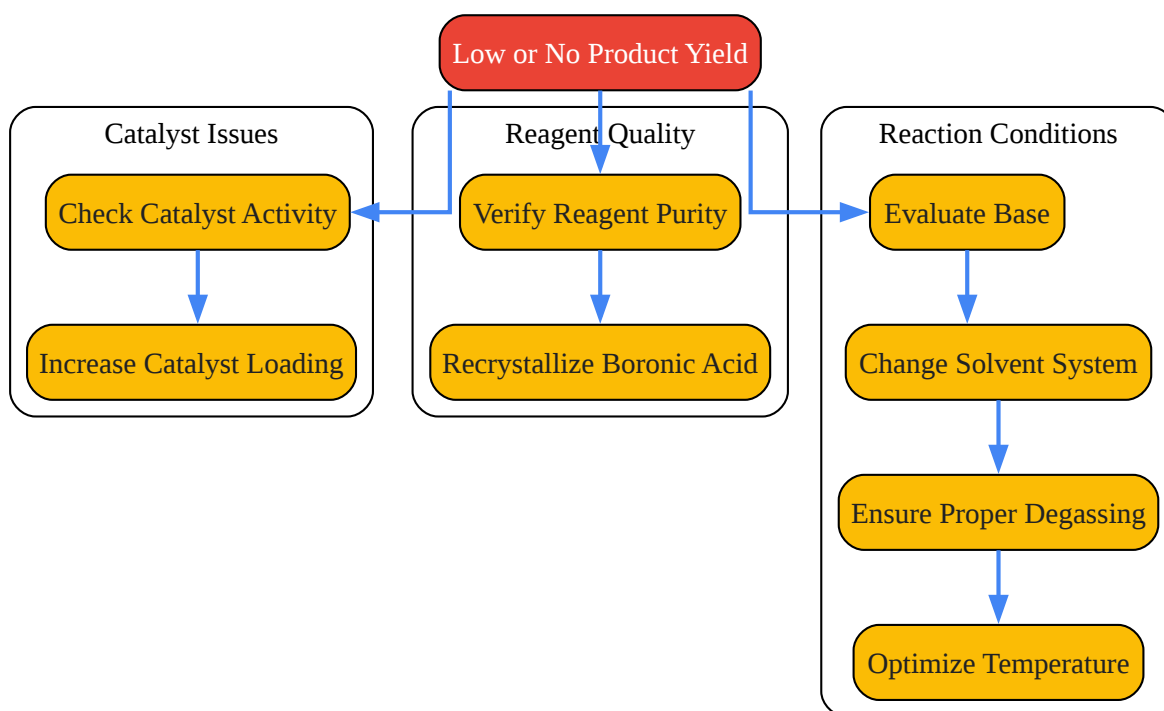 Low or No Product Yield
Catalyst Issues
Check Catalyst Activity
Increase Catalyst Loading
Reagent Quality
Verify Reagent Purity
Recrystallize Boronic Acid
Reaction Conditions
Evaluate Base
Change Solvent System
Ensure Proper Degassing
Optimize Temperature